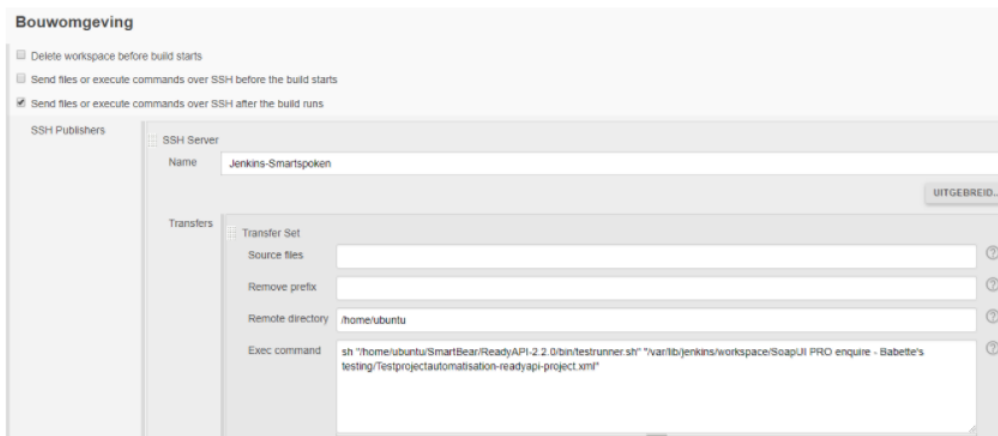 Bouwomgeving
Delete workspace before build starts
Send files or execute commands over SSH before the build starts
Send files or execute commands over SSH after the build runs
SSH Publishers
SSH Server
Name
Jenkins-Smartspoken
UITGEBREID...
Transfers
Transfer Set
Source files
Remove prefix
Remote directory
/home/ubuntu
Exec command
sh "/home/ubuntu/SmartBear/ReadyAPI-2.2.0/bin/testrunner.sh" "/var/lib/jenkins/workspace/SoapUI PRO enquire - Babette's
testing/Testprojectautomatisation-readyapi-project.xml"